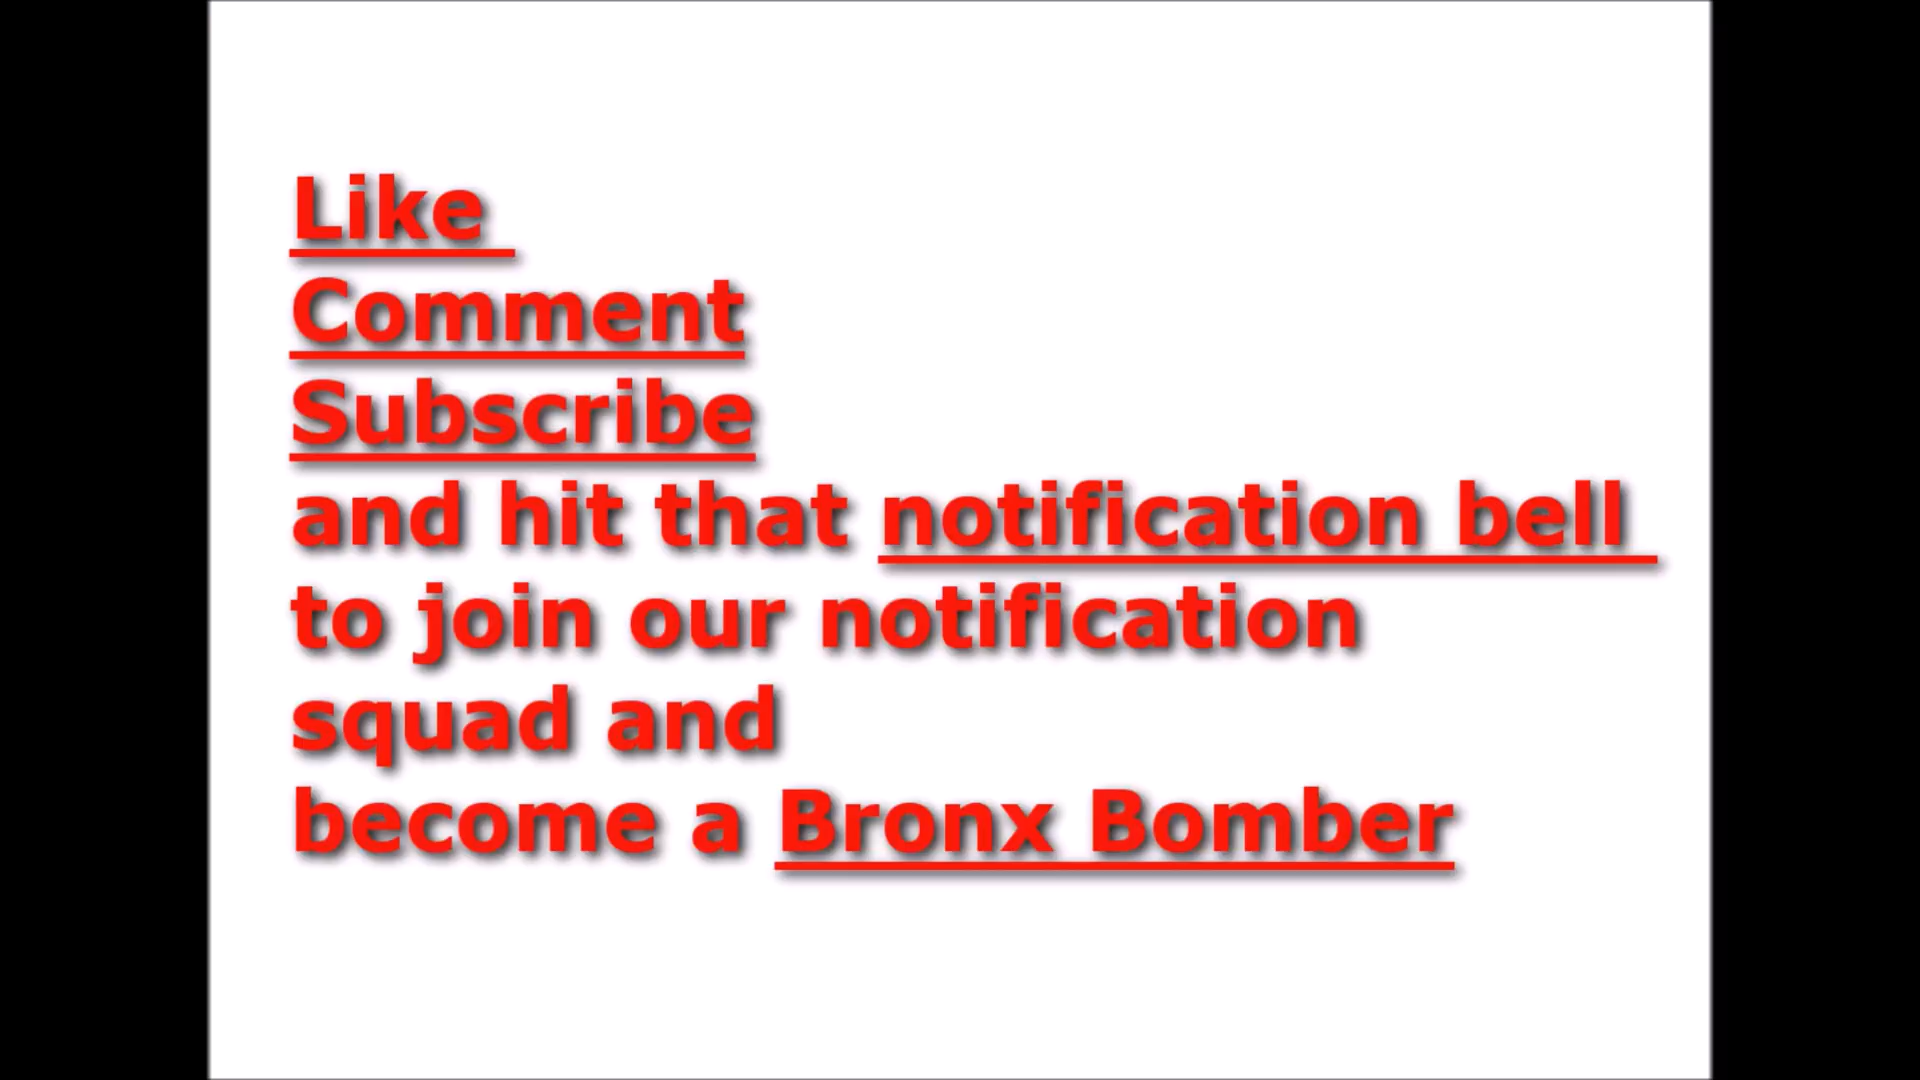 Like
Comment
Subscribe
and hit that notification bell
to join our notification
squad and
become a Bronx Bomber